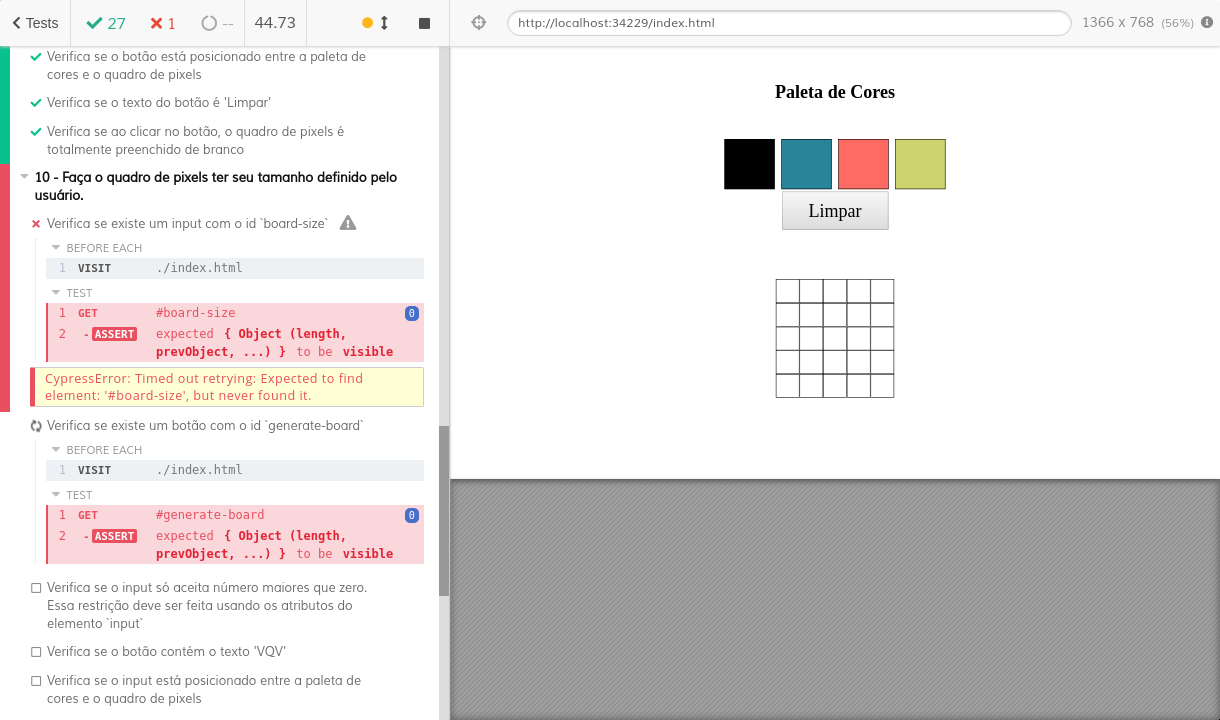 Tests 27 1 -- 44.73 http://localhost:34229/index.html 1366 x 768 (56%)
Verifica se o botão está posicionado entre a paleta de
cores e o quadro de pixels
Verifica se o texto do botão é 'Limpar'
Verifica se ao clicar no botão, o quadro de pixels é
totalmente preenchido de branco
10 - Faça o quadro de pixels ter seu tamanho definido pelo
usuário.
Verifica se existe um input com o id `board-size`
BEFORE EACH
1 VISIT ./index.html
TEST
1 GET #board-size 0
2 -ASSERT expected { Object (length,
prevObject, ...) } to be visible
CypressError: Timed out retrying: Expected to find
element: '#board-size', but never found it.
Verifica se existe um botão com o id `generate-board`
BEFORE EACH
1 VISIT ./index.html
TEST
1 GET #generate-board 0
2 -ASSERT expected { Object (length,
prevObject, ...) } to be visible
Verifica se o input só aceita número maiores que zero.
Essa restrição deve ser feita usando os atributos do
elemento `input`
Verifica se o botão contém o texto 'VQV'
Verifica se o input está posicionado entre a paleta de
cores e o quadro de pixels
Paleta de Cores
Limpar